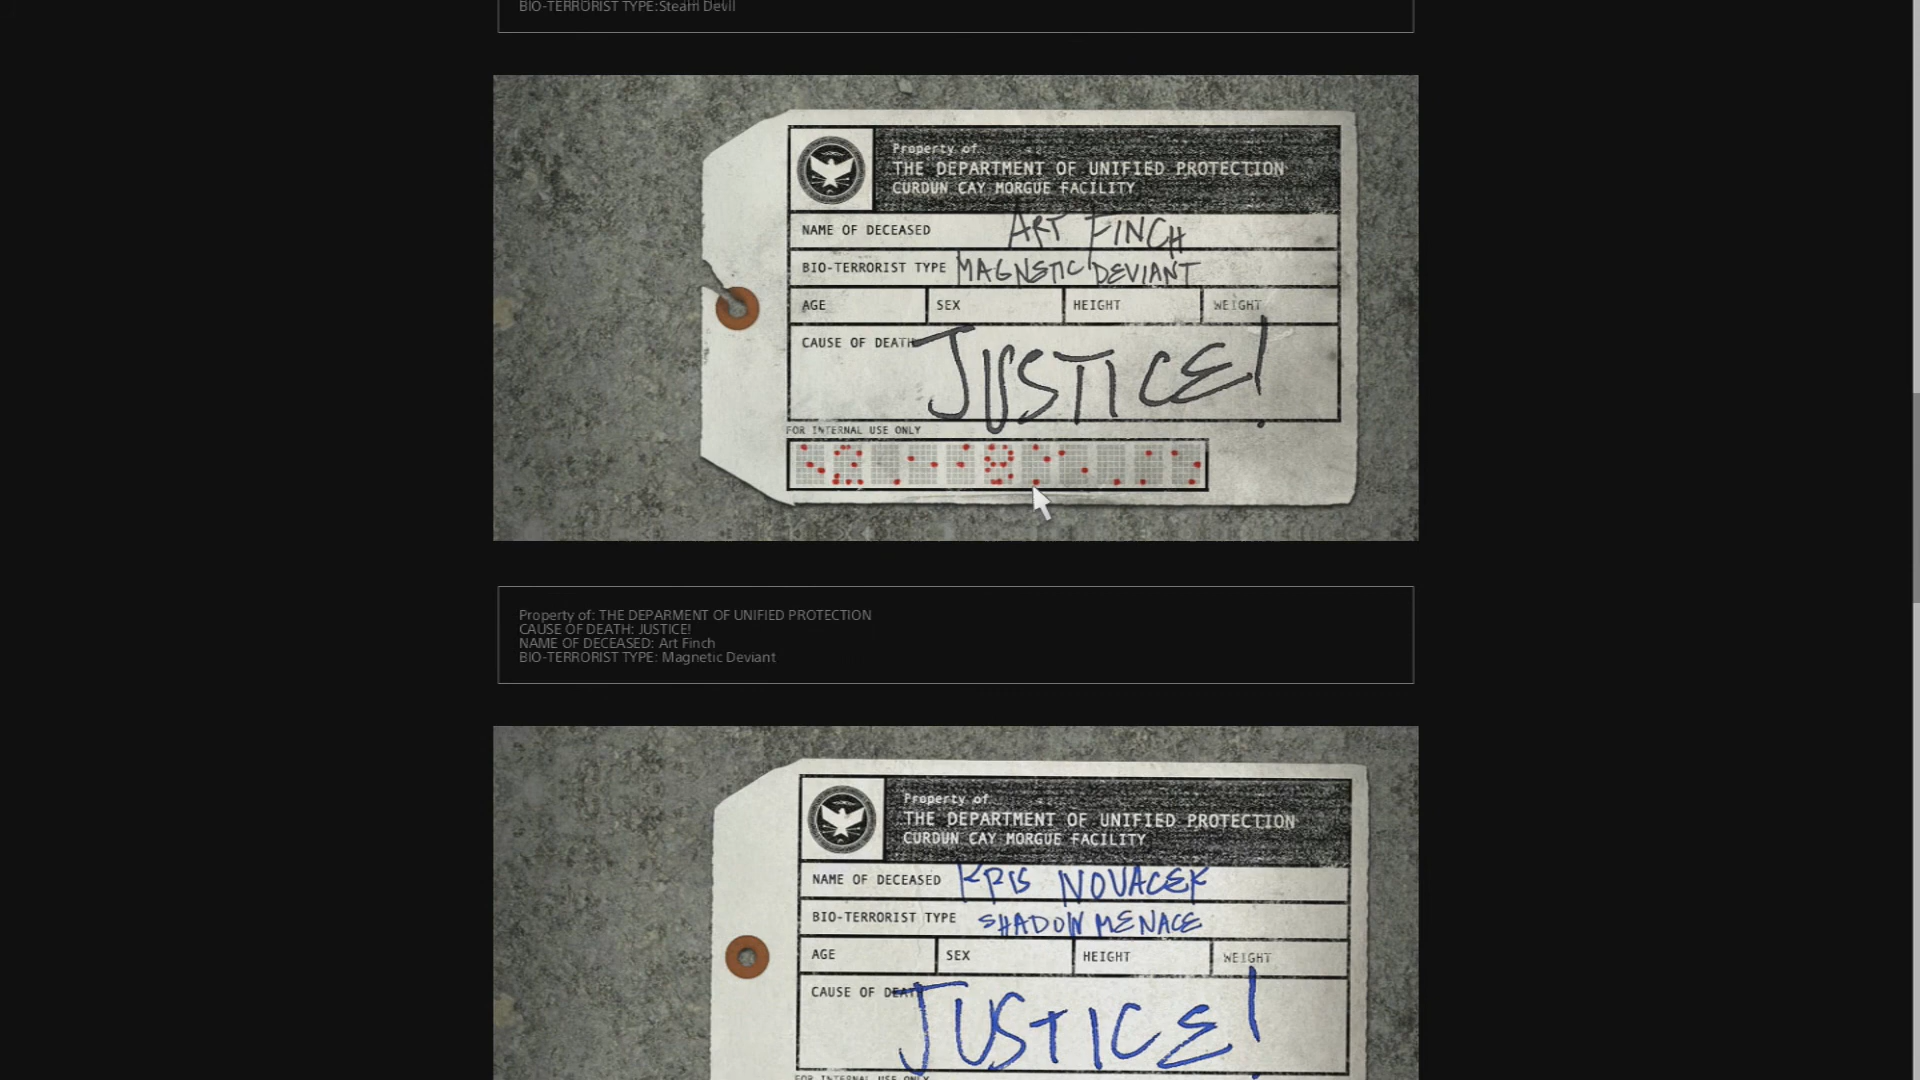 BIO-TERRORIST TYPE:Steam Devil
Property of
THE DEPARTMENT OF UNIFIED PROTECTION
CURDUN CAY MORGUE FACILITY
NAME OF DECEASED ART FINCH
BIO-TERRORIST TYPE MAGNETIC DEVIANT
AGE SEX HEIGHT WEIGHT
CAUSE OF DEATH JUSTICE!
FOR INTERNAL USE ONLY
Property of: THE DEPARMENT OF UNIFIED PROTECTION
CAUSE OF DEATH: JUSTICE!
NAME OF DECEASED: Art Finch
BIO-TERRORIST TYPE: Magnetic Deviant
Property of
THE DEPARTMENT OF UNIFIED PROTECTION
CURDUN CAY MORGUE FACILITY
NAME OF DECEASED KRIS NOVACEK
BIO-TERRORIST TYPE SHADOW MENACE
AGE SEX HEIGHT WEIGHT
CAUSE OF DEATH JUSTICE!
FOR INTERNAL USE ONLY